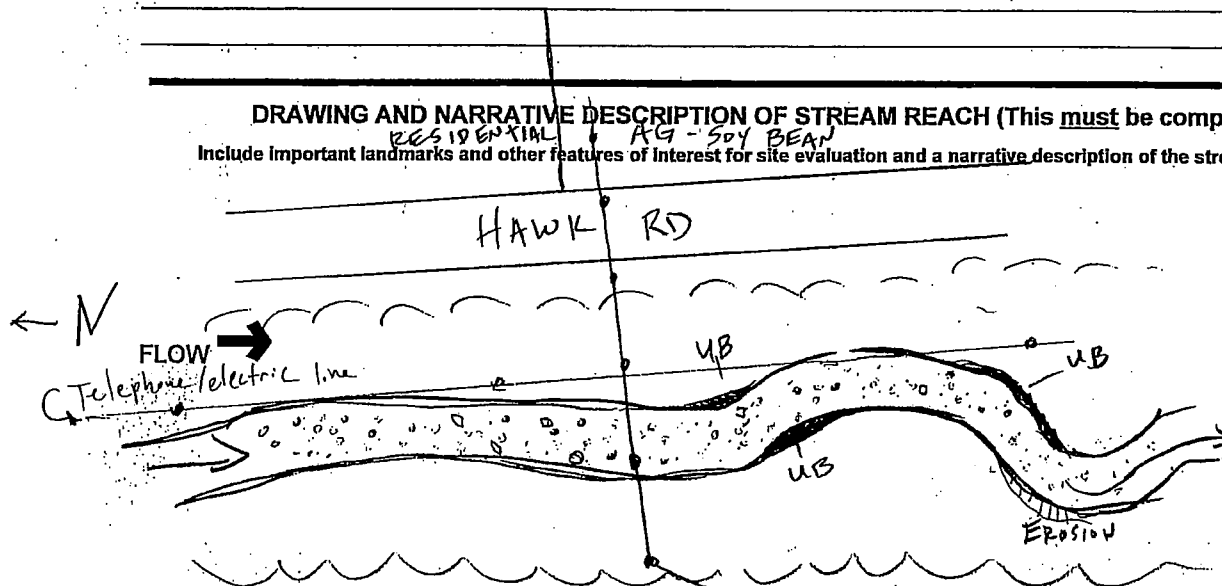 DRAWING AND NARRATIVE DESCRIPTION OF STREAM REACH (This must be comp
RESIDENTIAL AG - SOY BEAN
Include important landmarks and other features of Interest for site evaluation and a narrative description of the stre
HAWK RD
← N
FLOW
Telephone/electric line
UB
UB
UB
EROSION